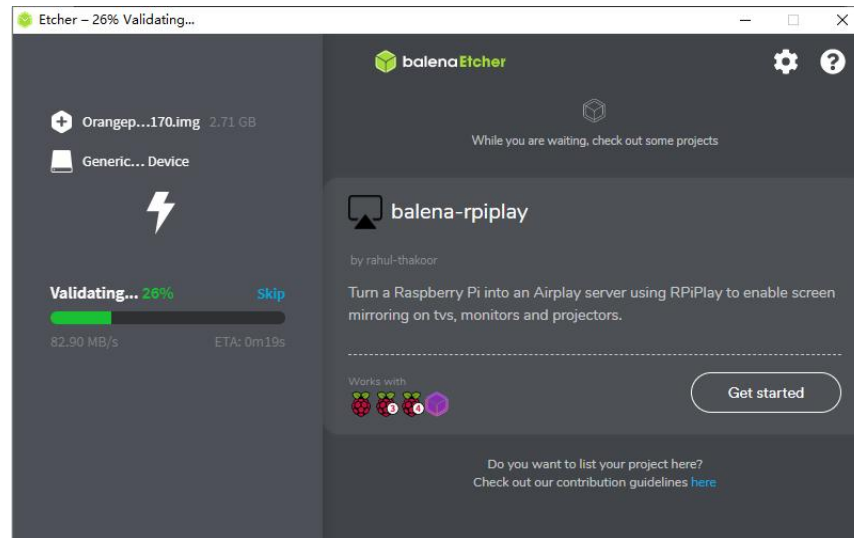 Etcher – 26% Validating...
balenaEtcher
Orangep...170.img 2.71 GB
Generic... Device
While you are waiting, check out some projects
balena-rpiplay
by rahul-thakoor
Validating... 26% Skip
Turn a Raspberry Pi into an Airplay server using RPiPlay to enable screen
mirroring on tvs, monitors and projectors.
82.90 MB/s ETA: 0m19s
Works with
3 4
Get started
Do you want to list your project here?
Check out our contribution guidelines here